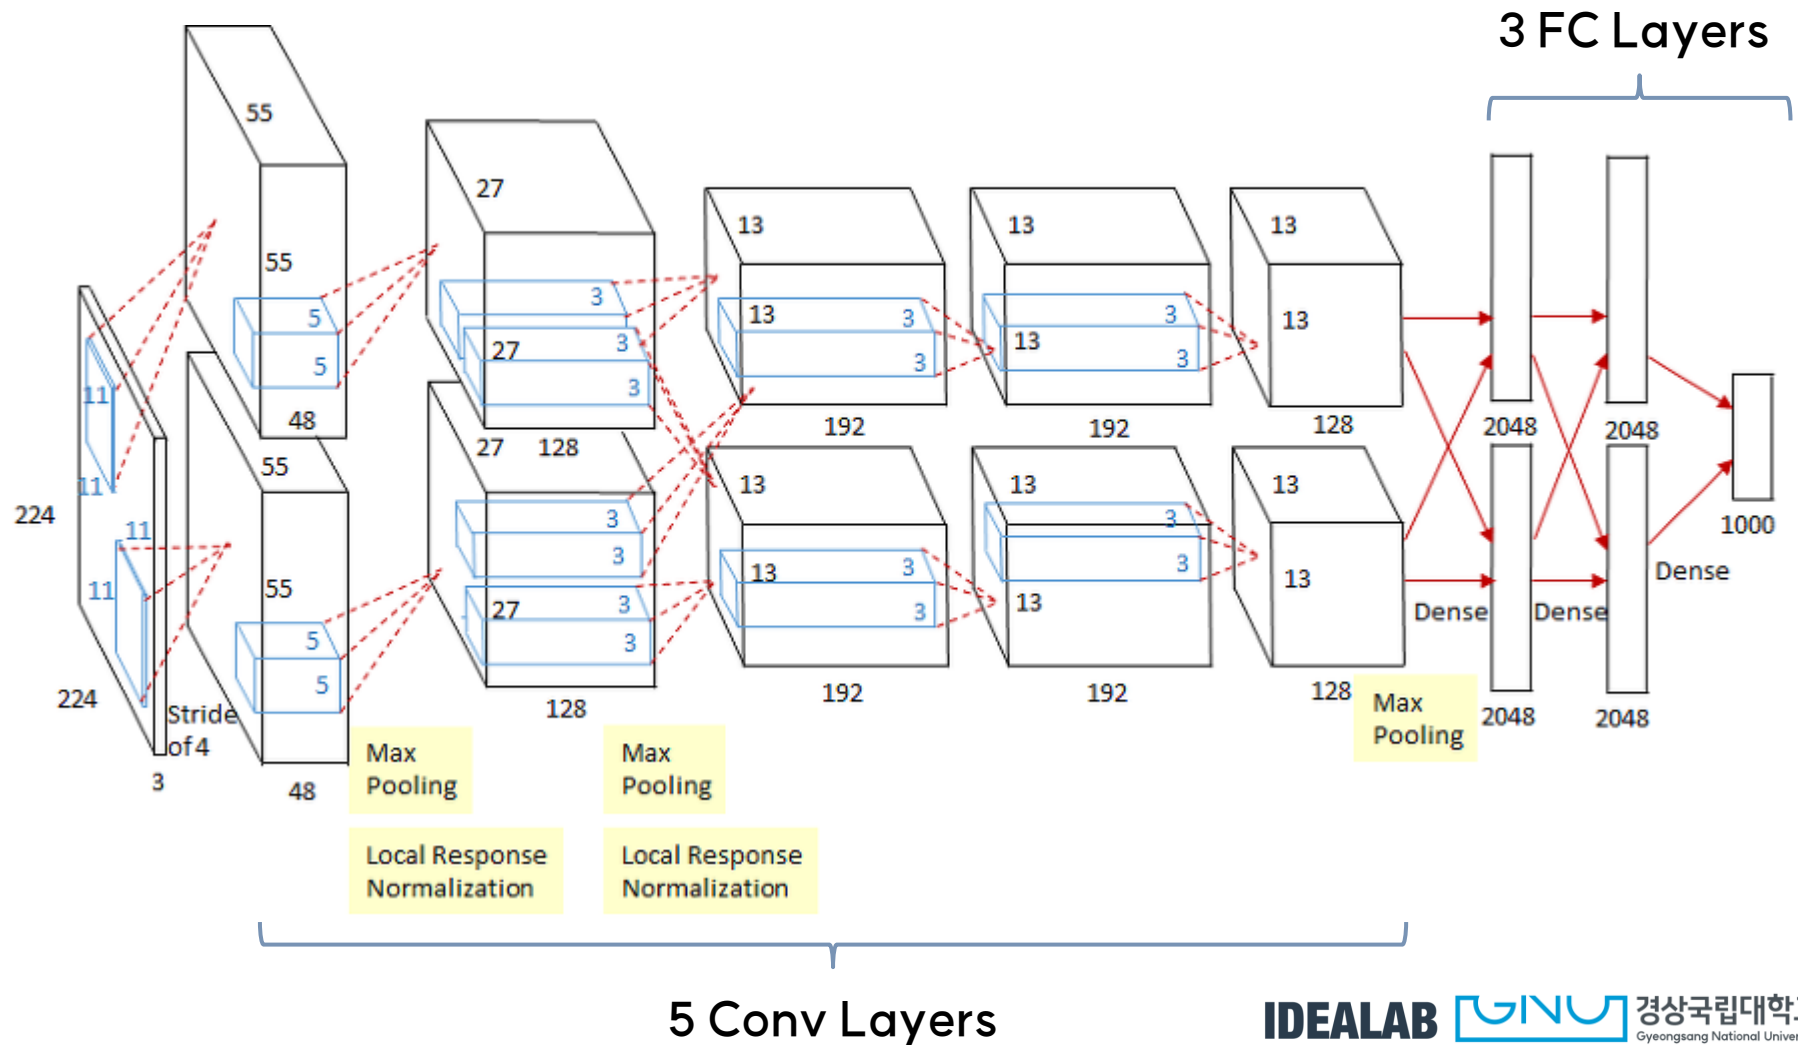 3 FC Layers
55
55
48
27
27
128
13
13
192
13
13
192
13
13
128
5
5
3
3
3
3
3
3
3
11
11
11
11
224
224
3
Stride
of 4
55
55
48
5
5
27
27
128
3
3
3
3
13
13
192
3
3
13
13
192
3
3
13
13
128
2048
2048
2048
2048
1000
Dense
Dense
Dense
Max
Pooling
Max
Pooling
Max
Pooling
Local Response
Normalization
Local Response
Normalization
5 Conv Layers
IDEALAB
GNU
경상국립대학
Gyeongsang National